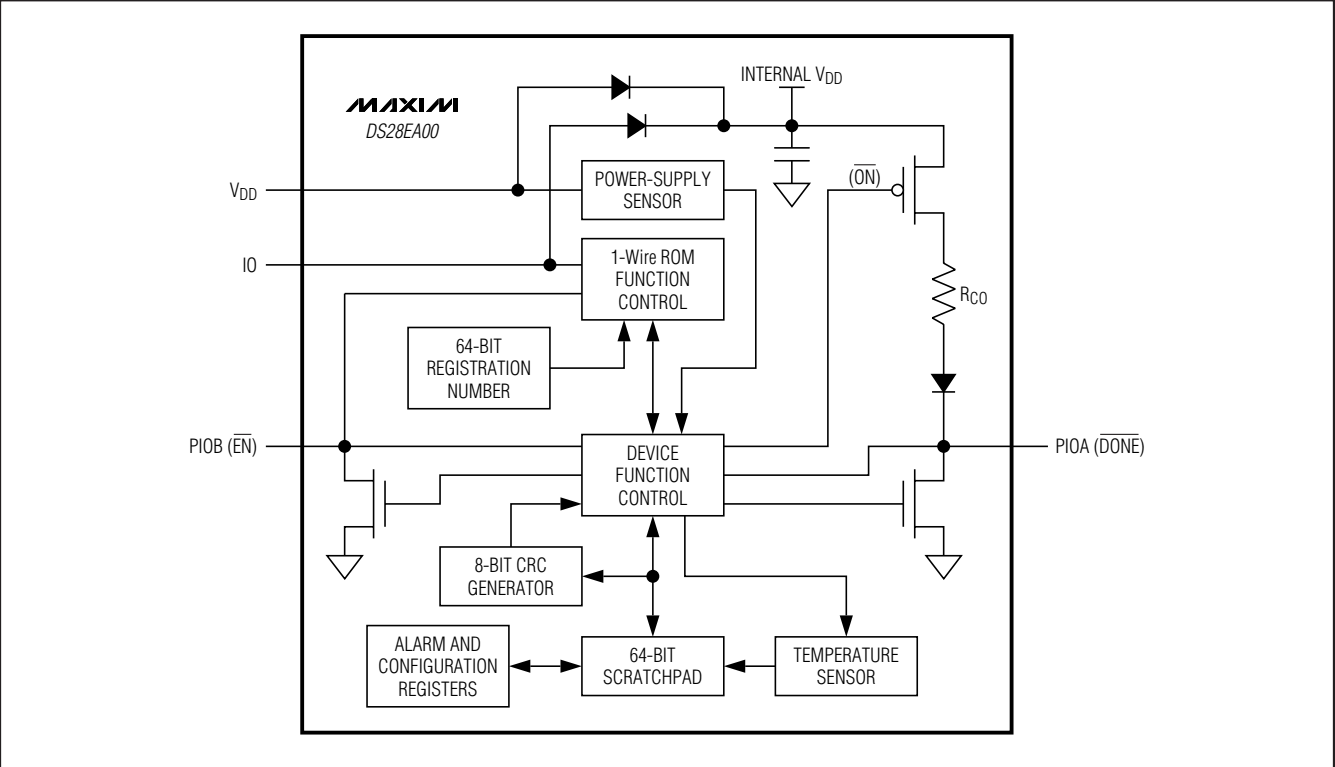 INTERNAL VDD
MAXIM
DS28EA00
VDD
POWER-SUPPLY
SENSOR
(ON)
IO
1-Wire ROM
FUNCTION
CONTROL
RCO
64-BIT
REGISTRATION
NUMBER
PIOB (EN)
DEVICE
FUNCTION
CONTROL
PIOA (DONE)
8-BIT CRC
GENERATOR
ALARM AND
CONFIGURATION
REGISTERS
64-BIT
SCRATCHPAD
TEMPERATURE
SENSOR